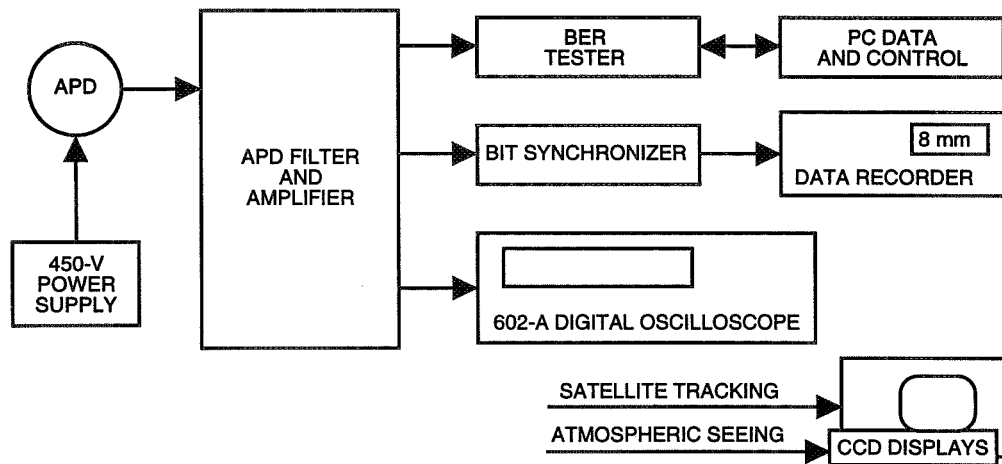 APD
450-V
POWER
SUPPLY
APD FILTER
AND
AMPLIFIER
BER
TESTER
PC DATA
AND CONTROL
BIT SYNCHRONIZER
8 mm
DATA RECORDER
602-A DIGITAL OSCILLOSCOPE
SATELLITE TRACKING
ATMOSPHERIC SEEING
CCD DISPLAYS